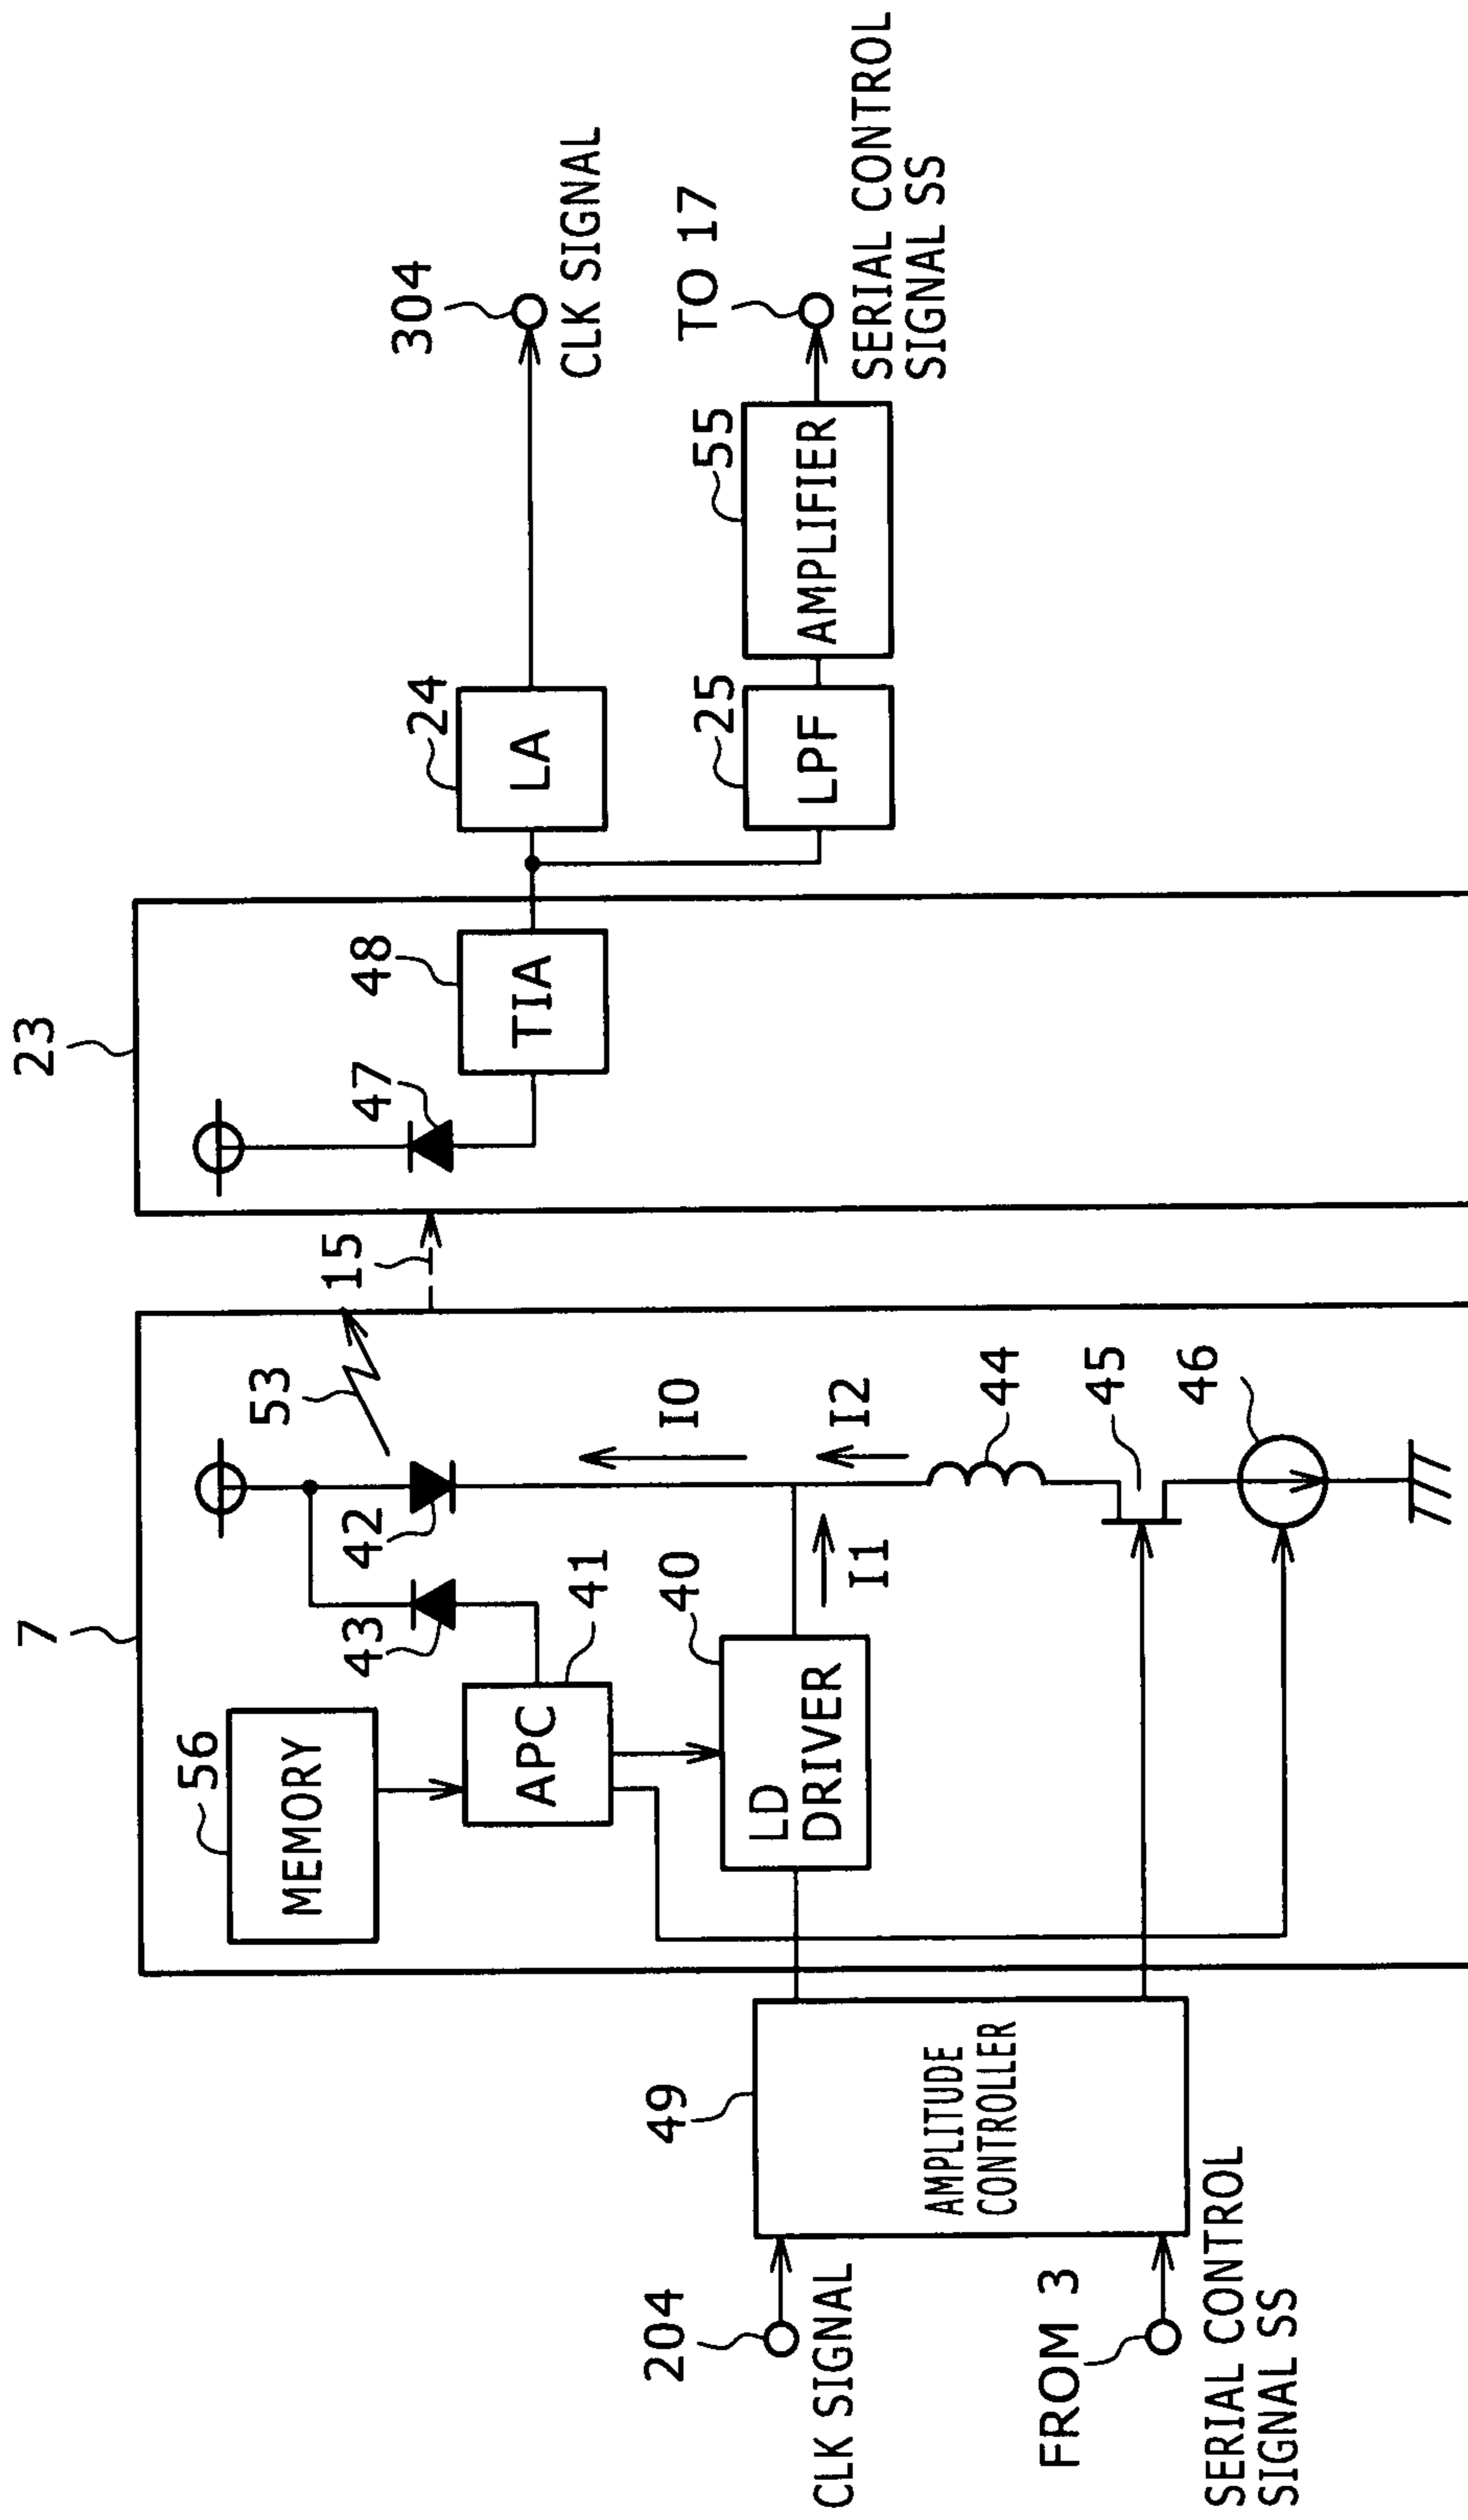 7
23
53
15
304
56
MEMORY
43
42
47
48
24
CLK SIGNAL
APC
41
TIA
LA
TO 17
204
49
40
I0
25
55
CLK SIGNAL
LD
DRIVER
I1
I2
LPF
AMPLIFIER
SERIAL CONTROL
SIGNAL SS
AMPLITUDE
CONTROLLER
44
FROM 3
45
46
SERIAL CONTROL
SIGNAL SS